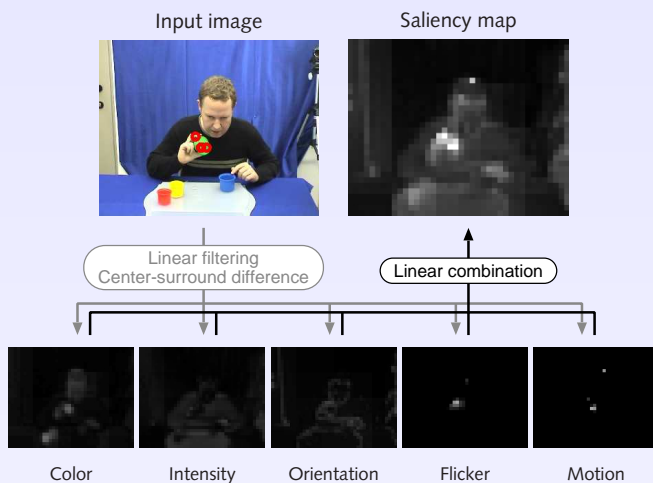 Input image
Saliency map
Linear filtering
Center-surround difference
Linear combination
Color
Intensity
Orientation
Flicker
Motion